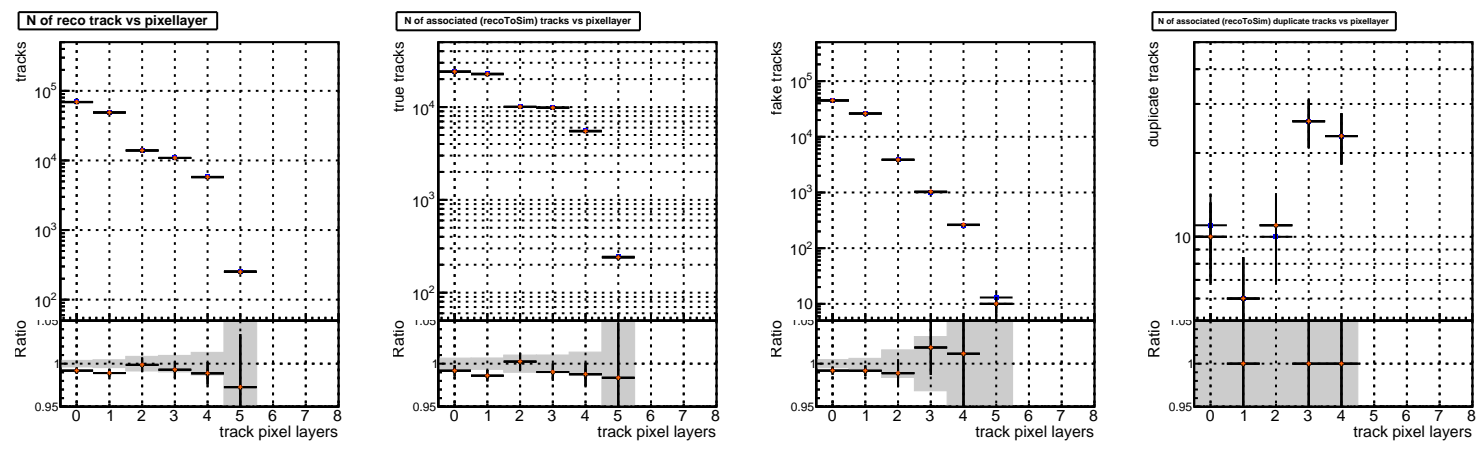 N of reco track vs pixellayer
tracks
10^5
10^4
10^3
10^2
Ratio
1.05
1
0.95
0 1 2 3 4 5 6 7 8
track pixel layers
N of associated (recoToSim) tracks vs pixellayer
true tracks
10^4
10^3
10^2
Ratio
1.05
1
0.95
0 1 2 3 4 5 6 7 8
track pixel layers
fake tracks
10^5
10^4
10^3
10^2
10
Ratio
1.05
1
0.95
0 1 2 3 4 5 6 7 8
track pixel layers
N of associated (recoToSim) duplicate tracks vs pixellayer
duplicate tracks
10
Ratio
1.05
1
0.95
0 1 2 3 4 5 6 7 8
track pixel layers